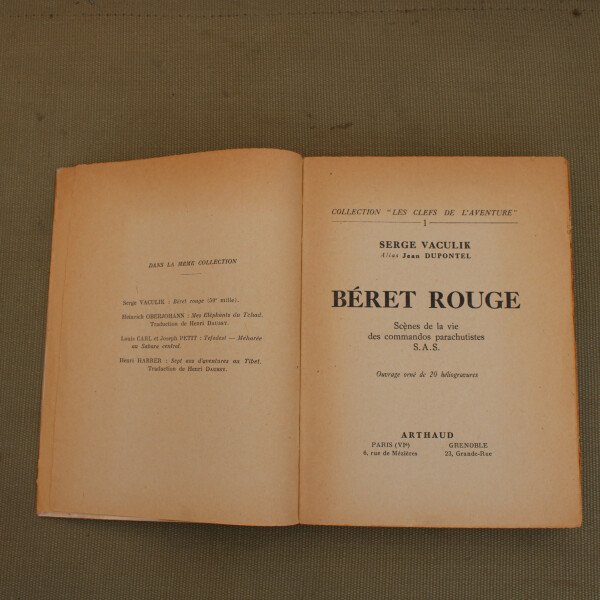 DANS LA MEME COLLECTION
Serge VACULIK : Béret rouge (50e mille).
Heinrich OBERJOHANN : Mes Eléphants du Tchad.
Traduction de Henri DAUSSY.
Louis CARL et Joseph PETIT : Tefedest — Méharée
au Sahara central.
Henri HARRER : Sept ans d'aventures au Tibet.
Traduction de Henri DAUSSY.
COLLECTION "LES CLEFS DE L'AVENTURE"
1
SERGE VACULIK
Alias Jean DUPONTEL
BÉRET ROUGE
Scènes de la vie
des commandos parachutistes
S.A.S.
Ouvrage orné de 20 héliogravures
ARTHAUD
PARIS (VIe) GRENOBLE
6, rue de Mézières 23, Grande-Rue